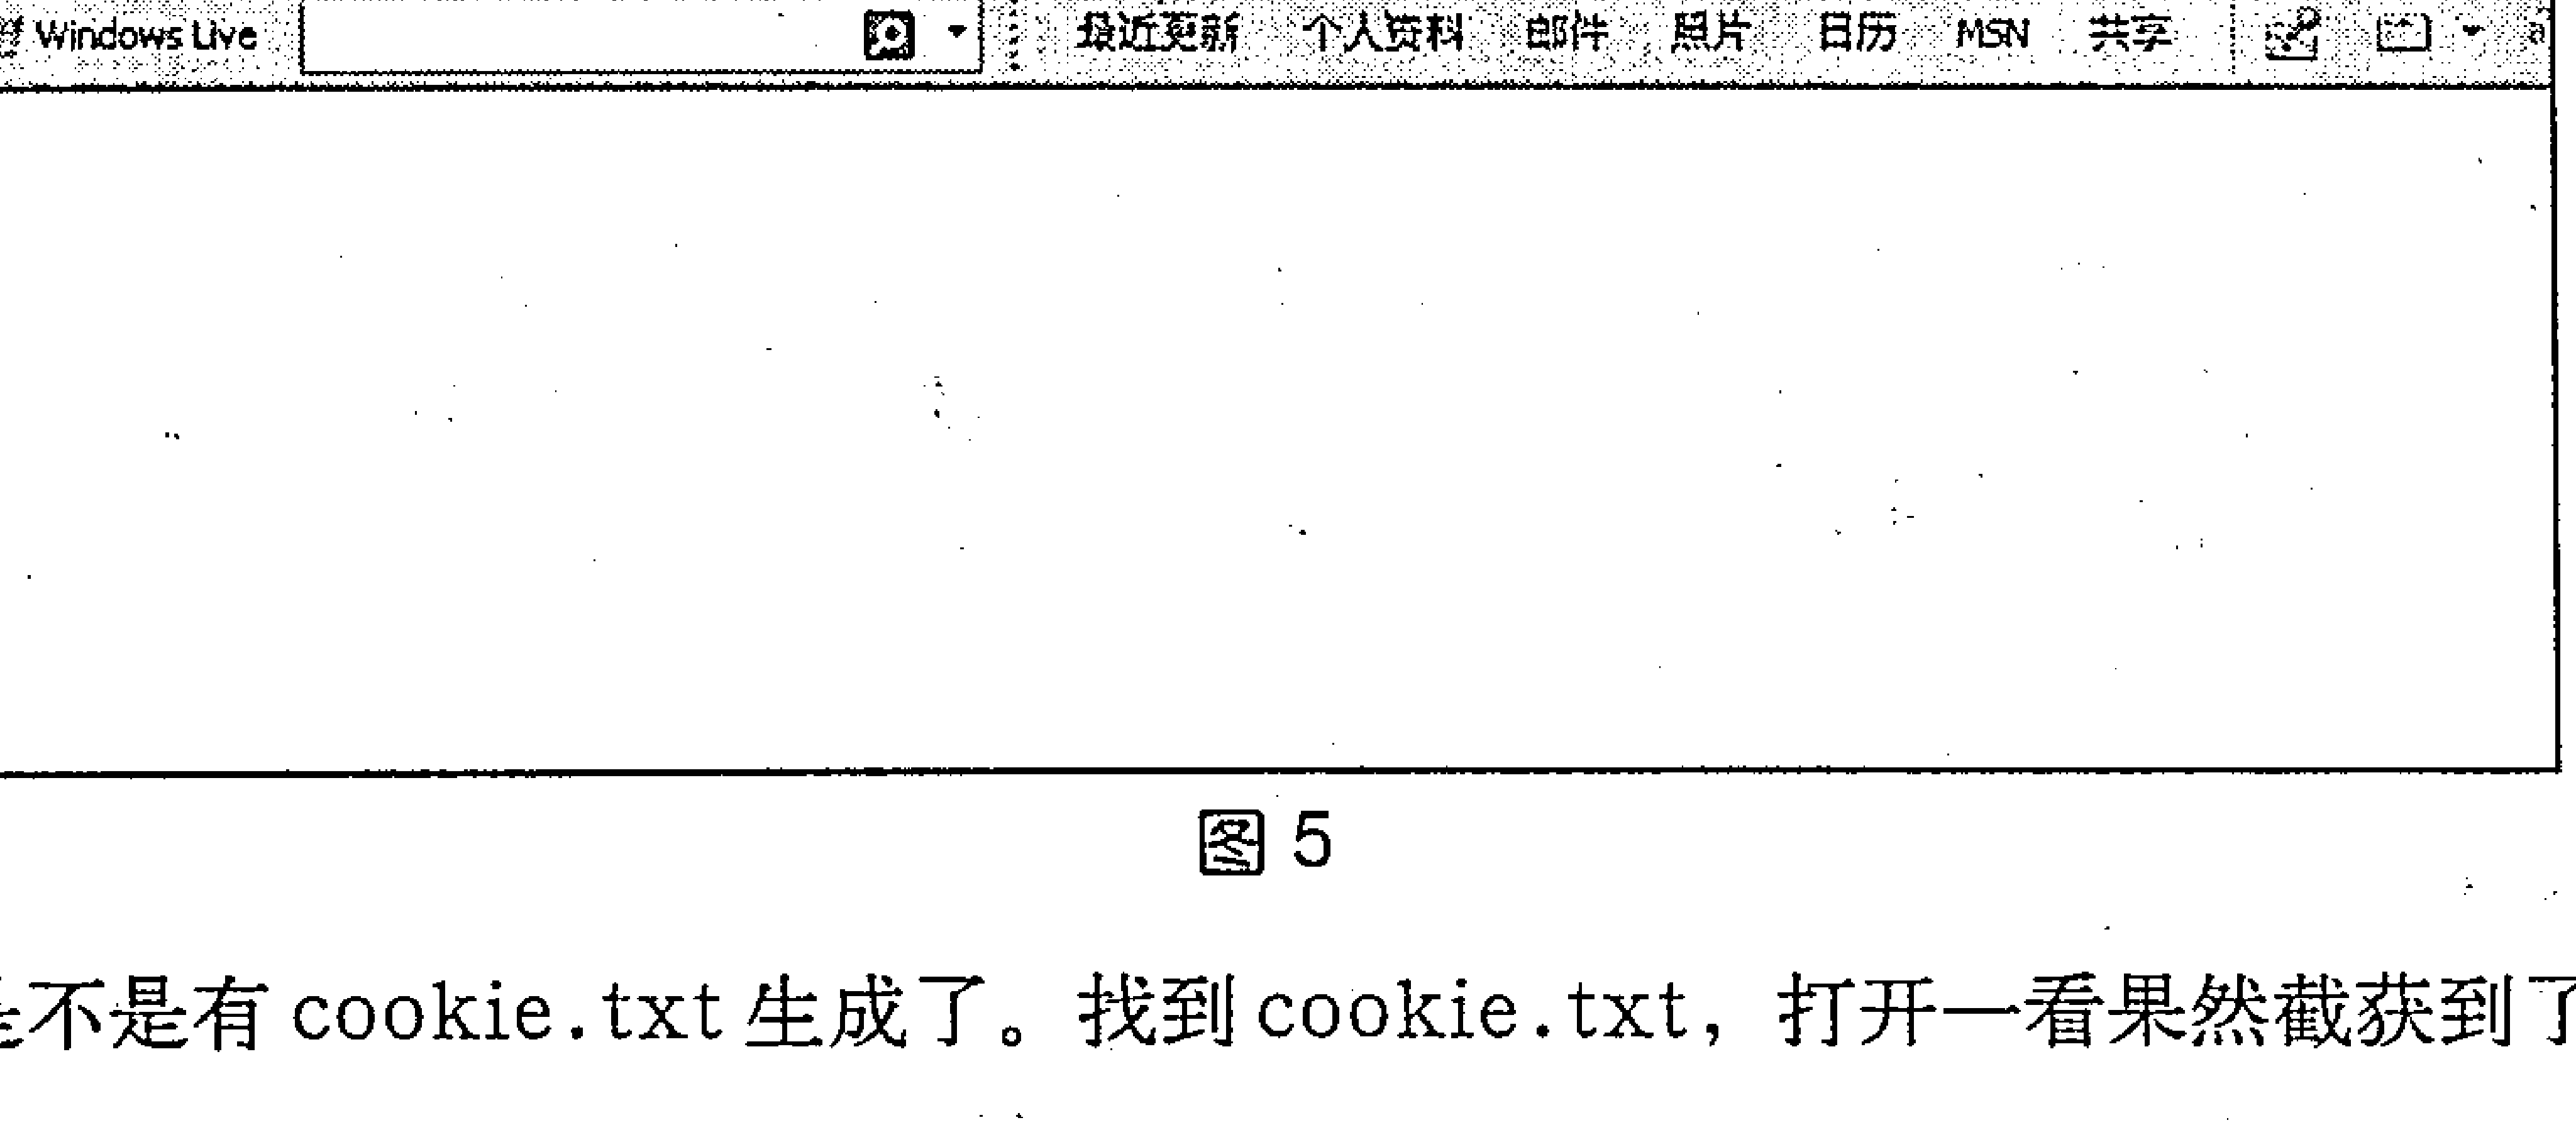 Windows Live 最近更新 个人资料 邮件 照片 日历 MSN 共享
图 5
是不是有 cookie.txt 生成了。找到 cookie.txt, 打开一看果然截获到了